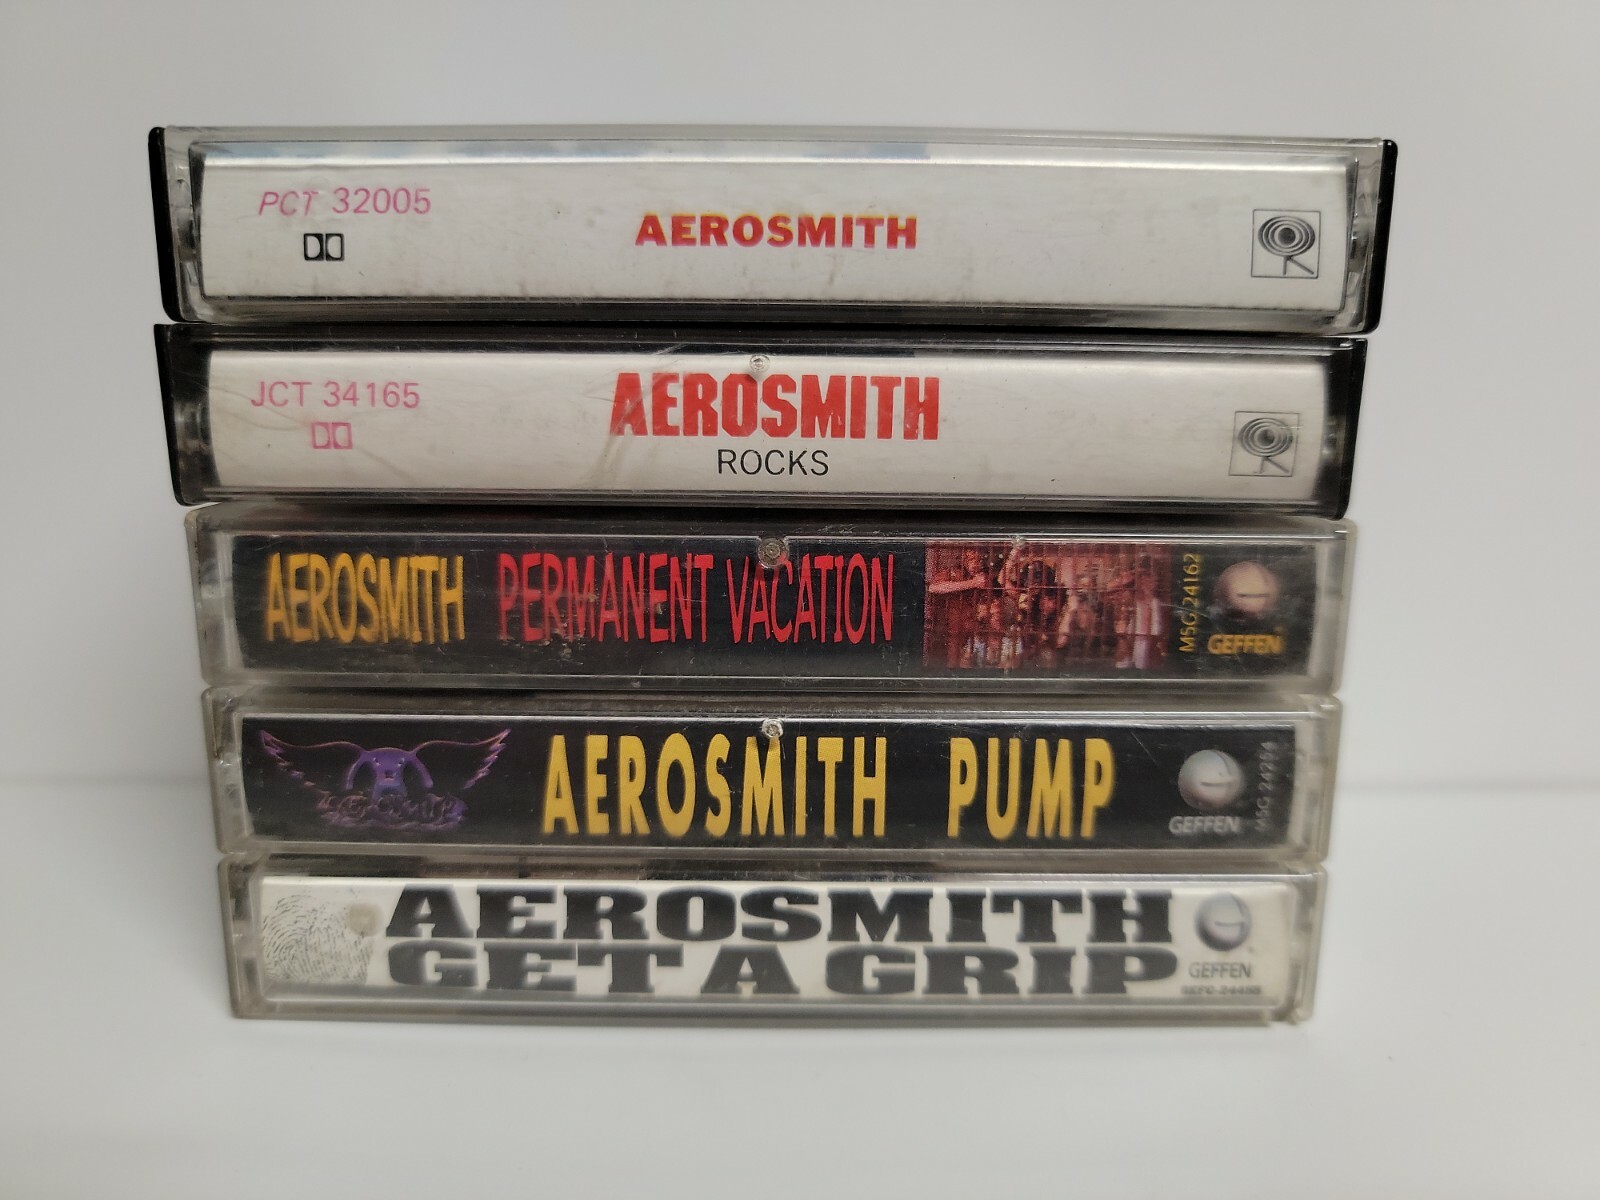 PCT 32005
AEROSMITH
JCT 34165
AEROSMITH
ROCKS
AEROSMITH PERMANENT VACATION
MSG 24162
GEFFEN
AEROSMITH PUMP
GEFFEN
AEROSMITH
GET A GRIP
GEFFEN